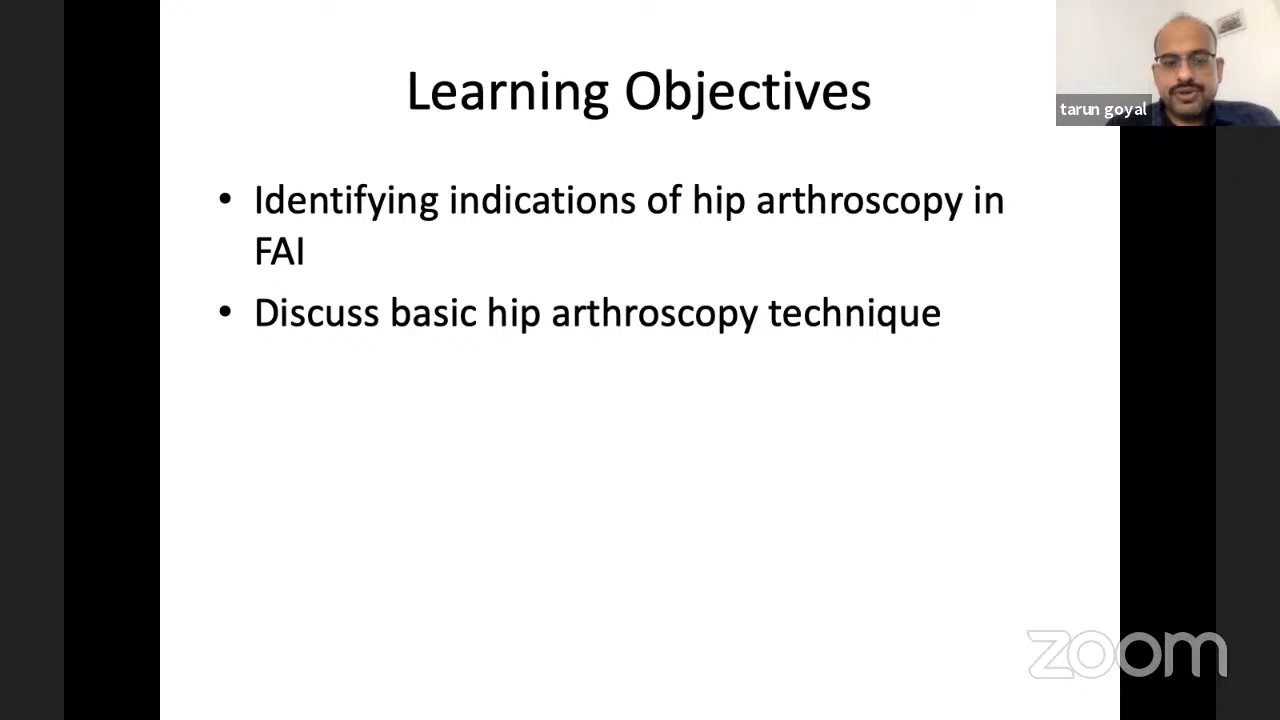 Learning Objectives
tarun goyal
• Identifying indications of hip arthroscopy in
FAI
• Discuss basic hip arthroscopy technique
zoom